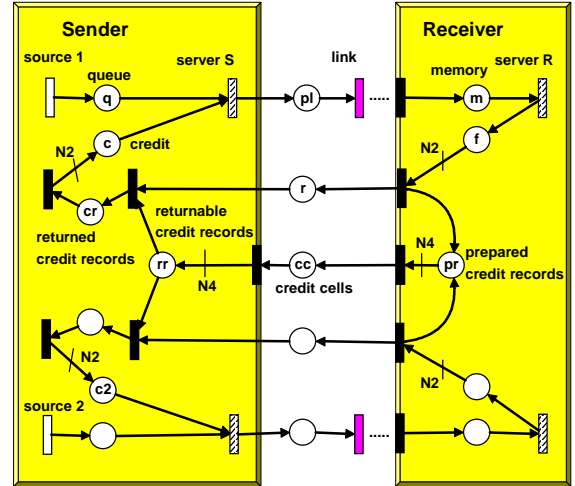 Sender
Receiver
source 1
queue
server S
link
memory
server R
q
pl
.....
m
c
credit
f
N2
N2
cr
r
returned
credit records
returnable
credit records
rr
N4
cc
credit cells
N4
pr
prepared
credit records
N2
c2
N2
source 2
.....